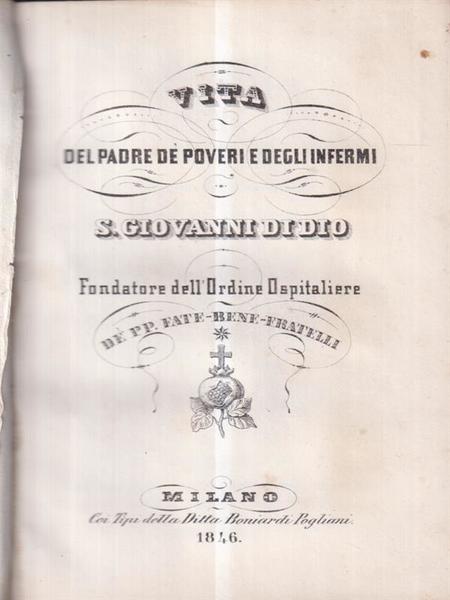 VITA
DEL PADRE DE' POVERI E DEGLI INFERMI
S. GIOVANNI DI DIO
Fondatore dell'Ordine Ospitaliere
DE' PP. FATE-BENE-FRATELLI
MILANO
Coi Tipi della Ditta Boniardi Pogliani.
1846.